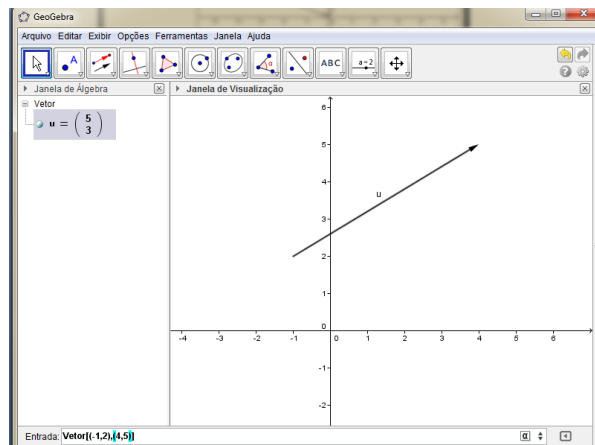 GeoGebra
Arquivo Editar Exibir Opções Ferramentas Janela Ajuda
A
α
ABC
a=2
Janela de Álgebra
Janela de Visualização
Vetor
u = ( 5
3 )
6
5
4
u
3
2
1
0
-4 -3 -2 -1 0 1 2 3 4 5 6
-1
-2
Entrada: Vetor[(-1,2),(4,5)]
α